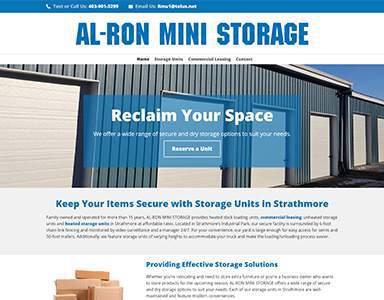 Text or Call Us: 403-901-5299 Email Us: llmu1@telus.net
AL-RON MINI STORAGE
Home Storage Units Commercial Leasing Contact
Reclaim Your Space
We offer a wide range of secure and dry storage options to suit your needs.
Reserve a Unit
Keep Your Items Secure with Storage Units in Strathmore
Family owned and operated for more than 15 years, AL-RON MINI STORAGE provides heated dock loading units, commercial leasing, unheated storage
units and heated storage units in Strathmore at affordable rates. Located in Strathmore's Industrial Park, our secure facility is surrounded by 6-foot
chain link fencing and monitored by video surveillance and a manager 24/7. For your convenience, our yard is large enough for easy access for semis and
50-foot trailers. Additionally, we feature storage units of varying heights to accommodate your truck and make the loading/unloading process easier.
Providing Effective Storage Solutions
Whether you're relocating and need to store extra furniture or you're a business owner who wants
to store products for the upcoming season, AL-RON MINI STORAGE offers a wide range of secure
and dry storage options to suit your needs. Each of our storage units in Strathmore are well
maintained and feature modern conveniences.